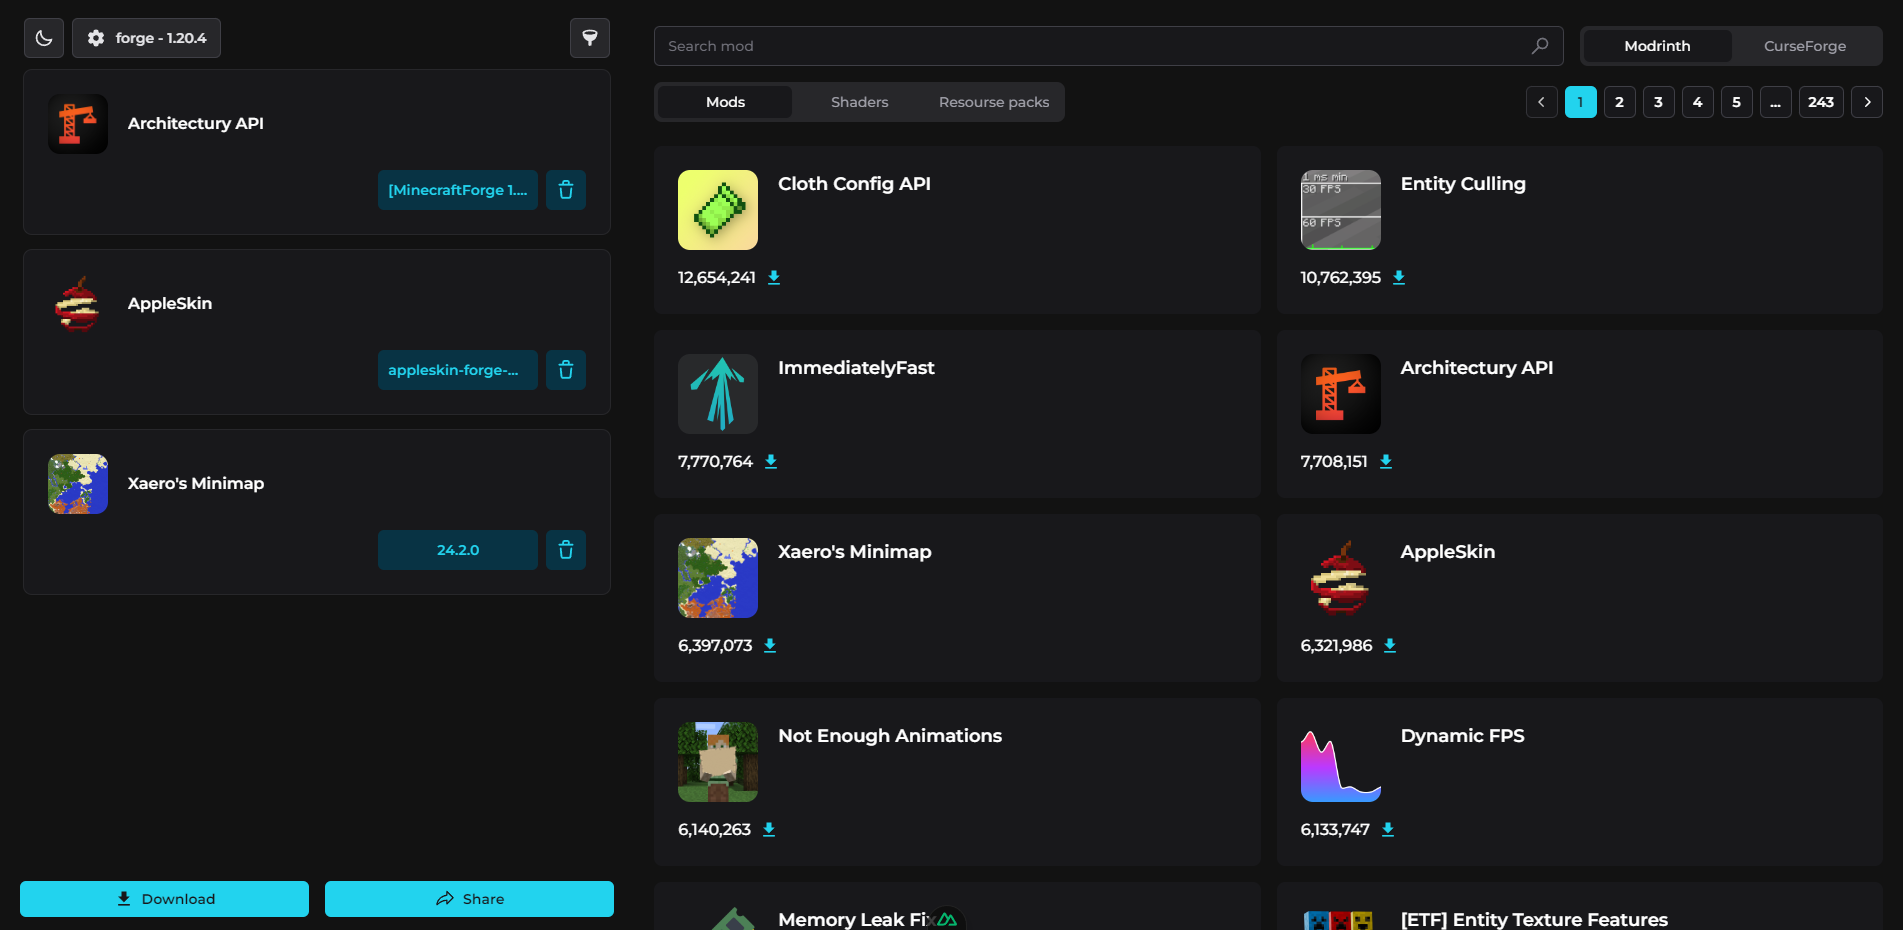 forge - 1.20.4
Architectury API
[MinecraftForge 1....
AppleSkin
appleskin-forge-...
Xaero's Minimap
24.2.0
Download
Share
Search mod
Modrinth
CurseForge
Mods
Shaders
Resourse packs
1
2
3
4
5
...
243
Cloth Config API
12,654,241
Entity Culling
1 ms min
30 FPS
60 FPS
10,762,395
ImmediatelyFast
7,770,764
Architectury API
7,708,151
Xaero's Minimap
6,397,073
AppleSkin
6,321,986
Not Enough Animations
6,140,263
Dynamic FPS
6,133,747
Memory Leak Fix
[ETF] Entity Texture Features